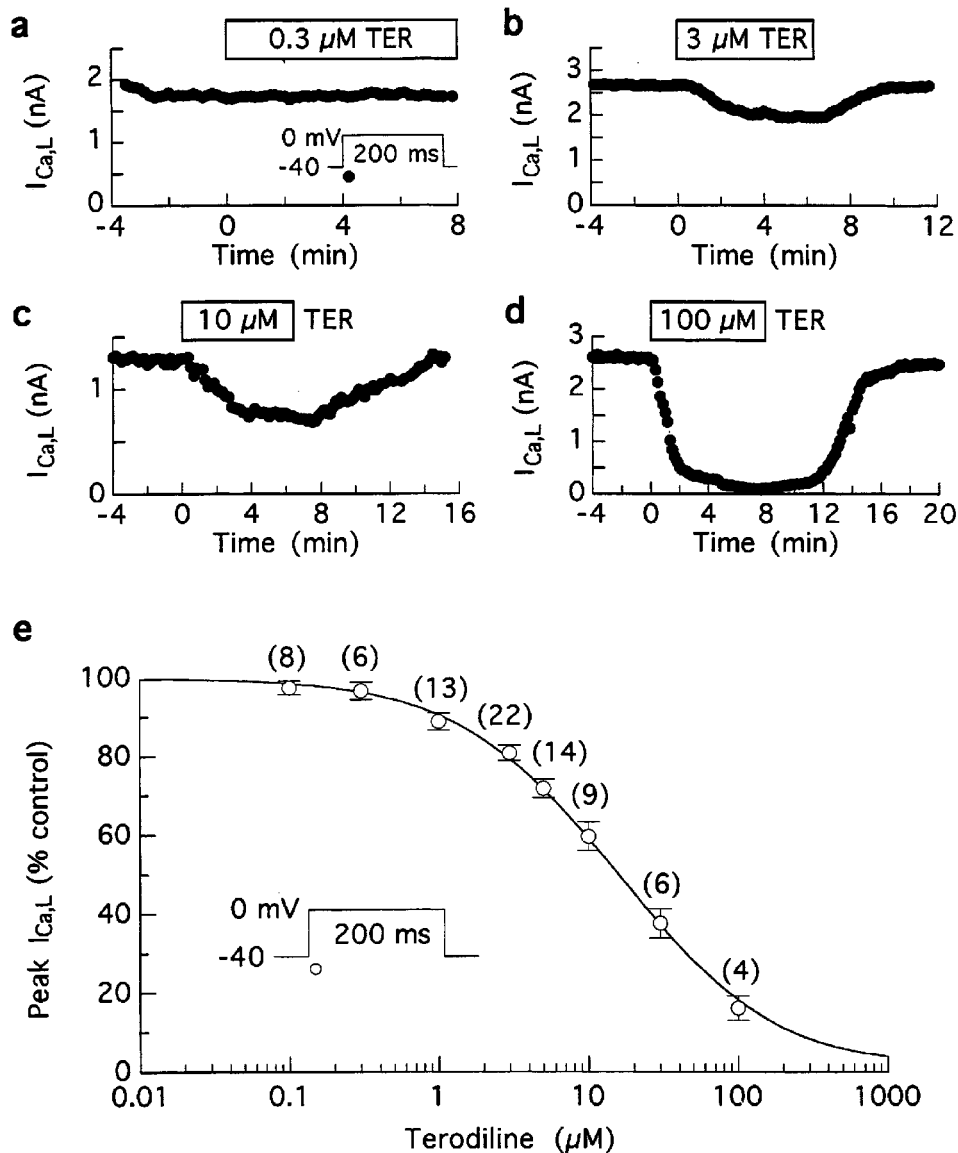 a
0.3 µM TER
I_Ca,L (nA)
2
1
0
0 mV
-40
200 ms
-4 0 4 8
Time (min)
b
3 µM TER
I_Ca,L (nA)
3
2
1
0
-4 0 4 8 12
Time (min)
c
10 µM TER
I_Ca,L (nA)
1
0
-4 0 4 8 12 16
Time (min)
d
100 µM TER
I_Ca,L (nA)
3
2
1
0
-4 0 4 8 12 16 20
Time (min)
e
Peak I_Ca,L (% control)
100
80
60
40
20
0
(8) (6)
(13)
(22)
(14)
(9)
(6)
(4)
0 mV
-40
200 ms
0.01 0.1 1 10 100 1000
Terodiline (µM)